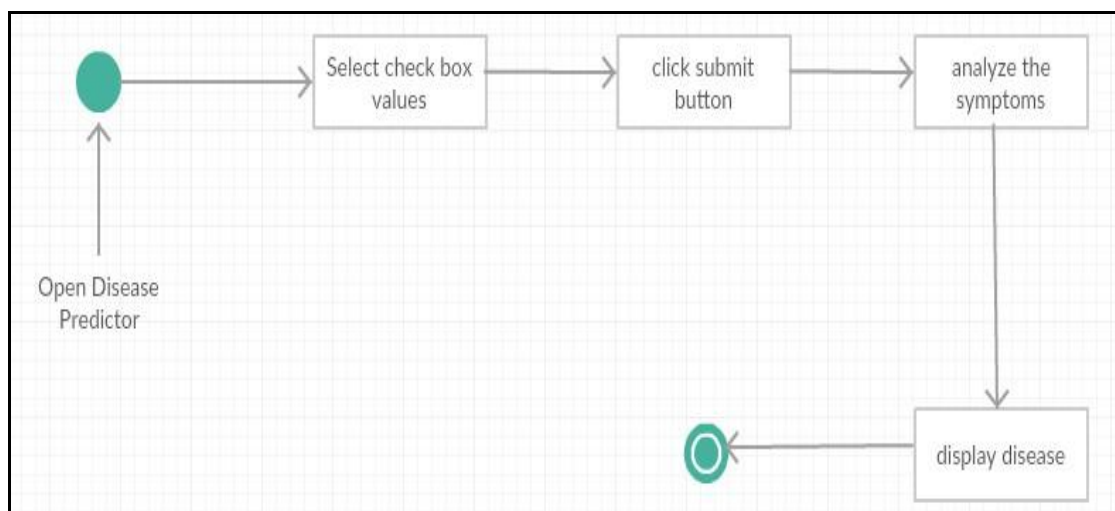 Select check box
values
click submit
button
analyze the
symptoms
Open Disease
Predictor
display disease